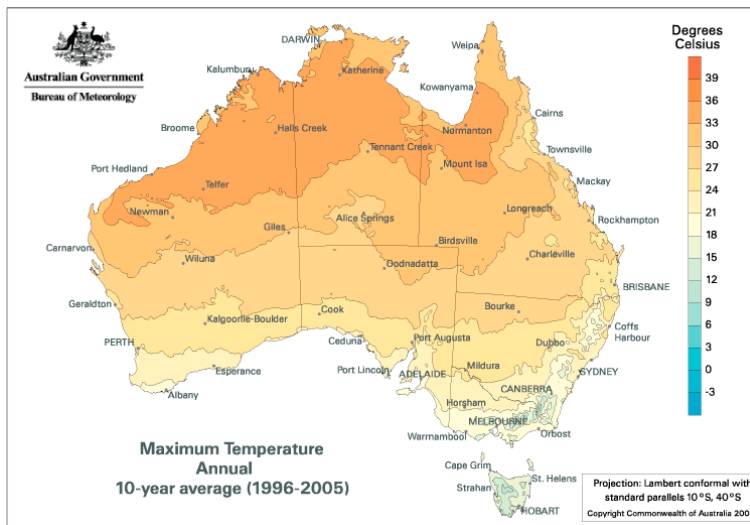 Australian Government
Bureau of Meteorology
DARWIN
Weipa
Kalumburu
Katherine
Kowanyama
Cairns
Broome
Halls Creek
Normanton
Tennant Creek
Townsville
Port Hedland
Mount Isa
Mackay
Telfer
Newman
Alice Springs
Longreach
Rockhampton
Giles
Carnarvon
Birdsville
Wiluna
Oodnadatta
Charleville
BRISBANE
Geraldton
Cook
Bourke
Kalgoorlie-Boulder
Coffs
Harbour
PERTH
Ceduna
Port Augusta
Dubbo
Esperance
Port Lincoln
ADELAIDE
Mildura
SYDNEY
Albany
CANBERRA
Horsham
MELBOURNE
Warrnambool
Orbost
Cape Grim
Strahan
St. Helens
HOBART
Degrees
Celsius
39
36
33
30
27
24
21
18
15
12
9
6
3
0
-3
Maximum Temperature
Annual
10-year average (1996-2005)
Projection: Lambert conformal with
standard parallels 10°S, 40°S
Copyright Commonwealth of Australia